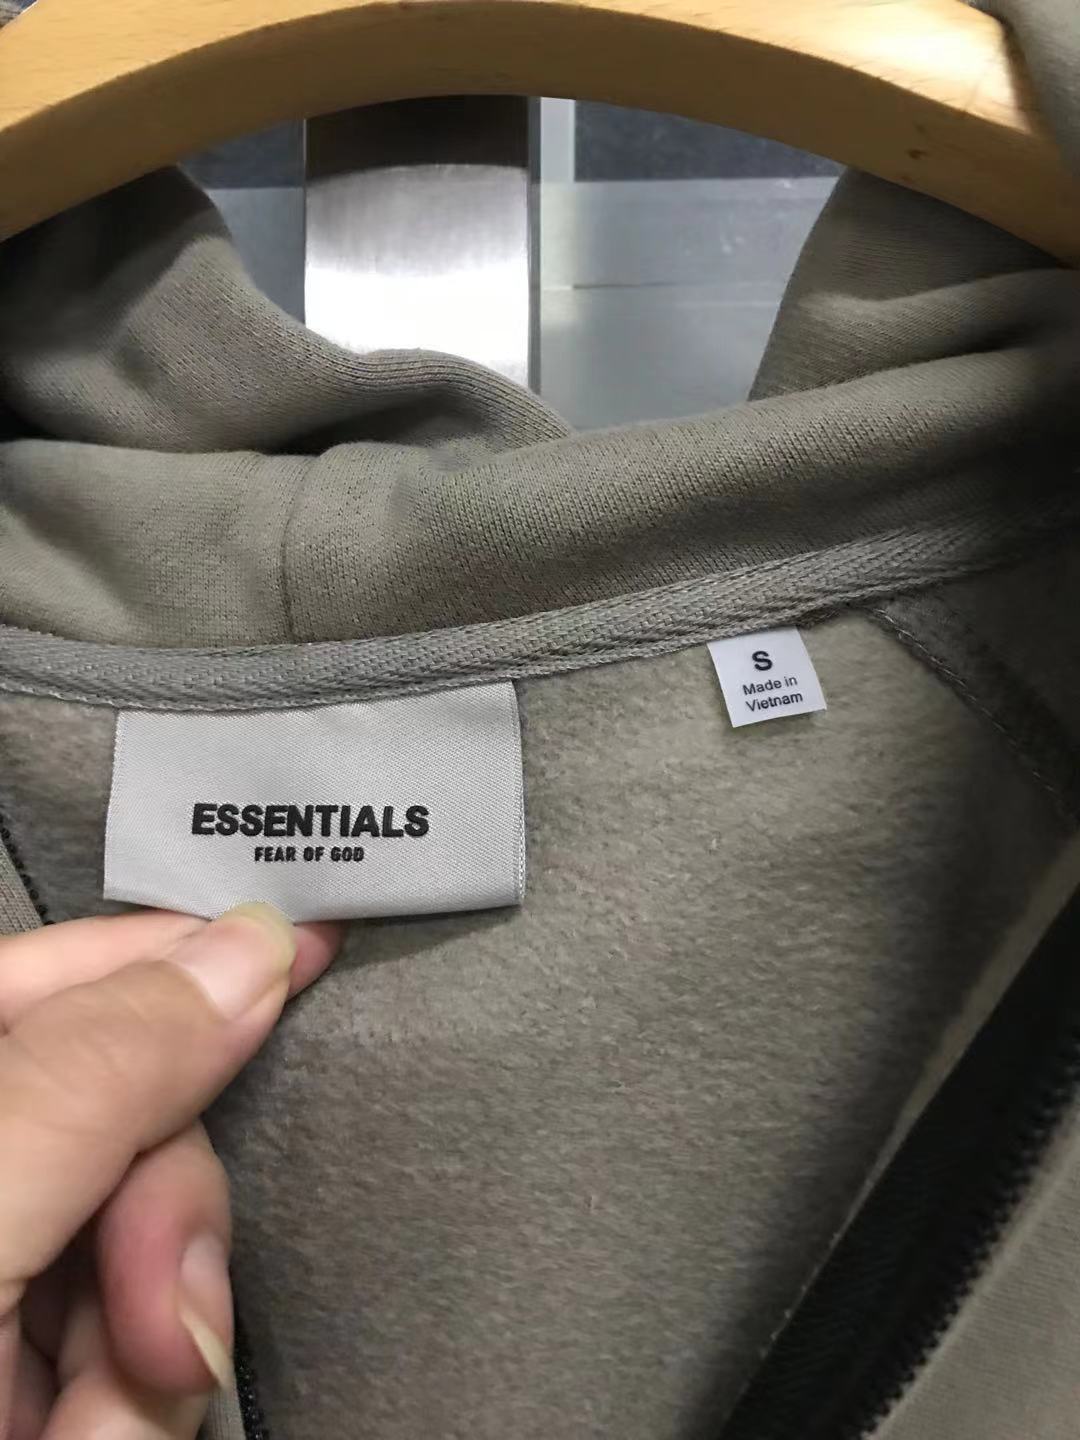 ESSENTIALS
FEAR OF GOD
S
Made in
Vietnam